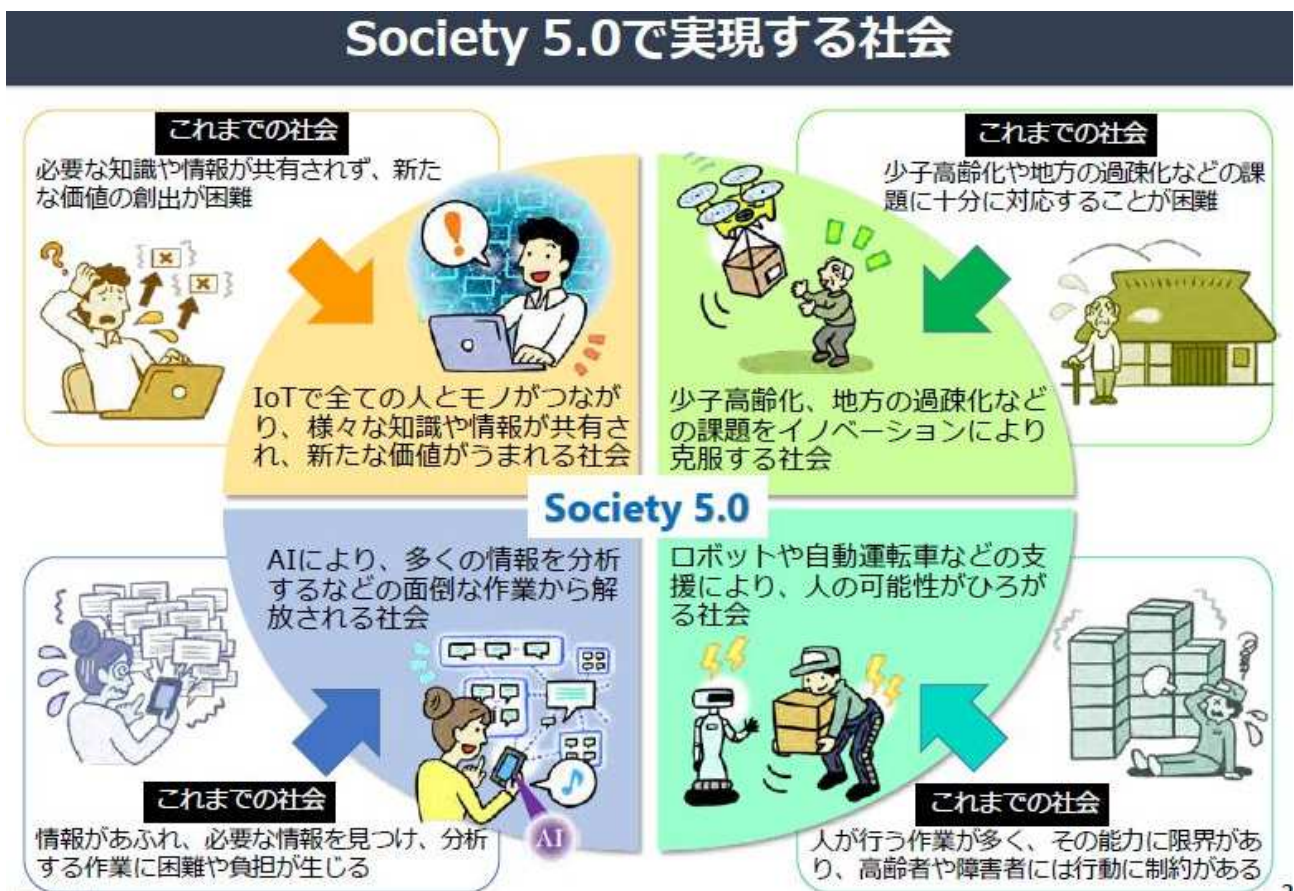 Society 5.0で実現する社会
これまでの社会
必要な知識や情報が共有されず、新た
な価値の創出が困難
これまでの社会
少子高齢化や地方の過疎化などの課
題に十分に対応することが困難
IoTで全ての人とモノがつなが
り、様々な知識や情報が共有さ
れ、新たな価値がうまれる社会
少子高齢化、地方の過疎化など
の課題をイノベーションにより
克服する社会
Society 5.0
AIにより、多くの情報を分析
するなどの面倒な作業から解
放される社会
ロボットや自動運転車などの支
援により、人の可能性がひろが
る社会
AI
これまでの社会
情報があふれ、必要な情報を見つけ、分析
する作業に困難や負担が生じる
これまでの社会
人が行う作業が多く、その能力に限界があ
り、高齢者や障害者には行動に制約がある